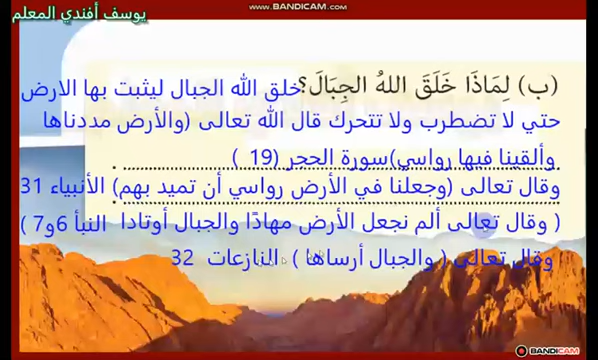 WWW.BANDICAM.COM
يوسف أفندي المعلم
(ب) لِمَاذَا خَلَقَ اللهُ الجِبَالَ؟ خلق الله الجبال ليثبت بها الارض
حتي لا تضطرب ولا تتحرك قال الله تعالى (والأرض مددناها
وألقينا فيها رواسي)سورة الحجر (19 )
وقال تعالى (وجعلنا في الأرض رواسي أن تميد بهم) الأنبياء 31
( وقال تعالى ألم نجعل الأرض مهادًا والجبال أوتادا النبأ 6و7 )
وقال تعالى ( والجبال أرساها ) النازعات 32
BANDICAM